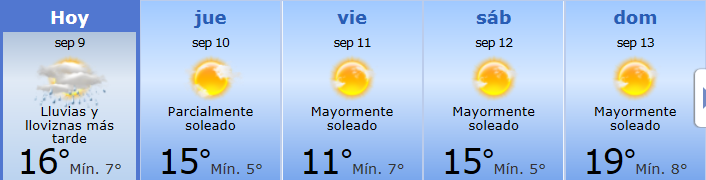 Hoy
sep 9
Lluvias y
lloviznas más
tarde
16° Mín. 7°
jue
sep 10
Parcialmente
soleado
15° Mín. 5°
vie
sep 11
Mayormente
soleado
11° Mín. 7°
sáb
sep 12
Mayormente
soleado
15° Mín. 5°
dom
sep 13
Mayormente
soleado
19° Mín. 8°